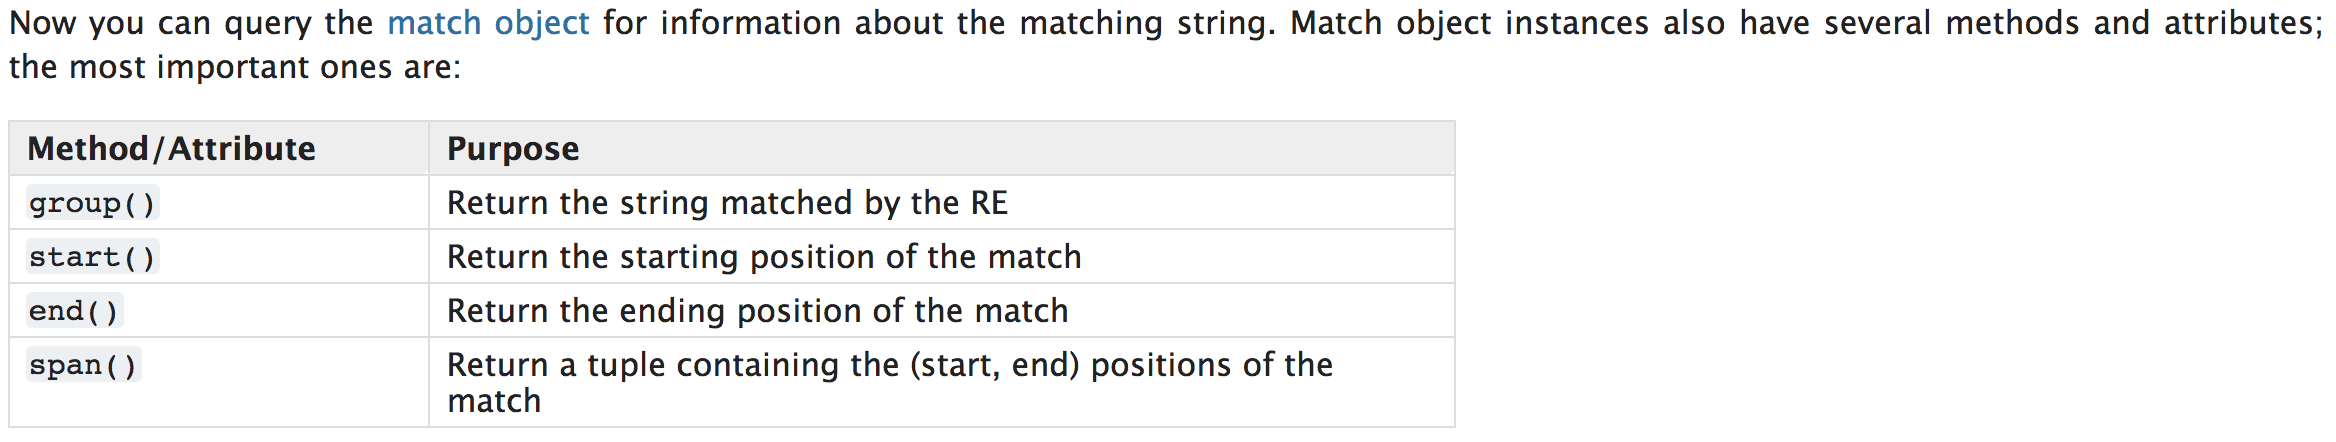 Now you can query the match object for information about the matching string. Match object instances also have several methods and attributes;
the most important ones are:
Method/Attribute Purpose
group() Return the string matched by the RE
start() Return the starting position of the match
end() Return the ending position of the match
span() Return a tuple containing the (start, end) positions of the
match